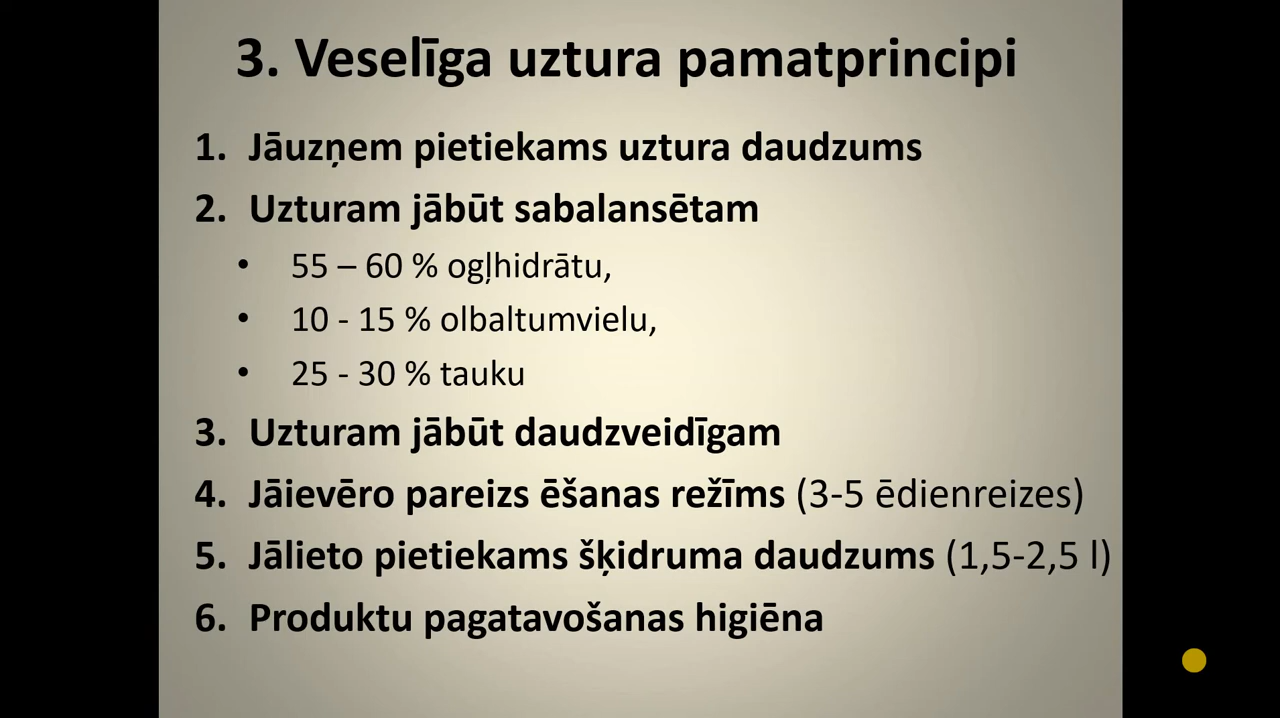 3. Veselīga uztura pamatprincipi
1. Jāuzņem pietiekams uztura daudzums
2. Uzturam jābūt sabalansētam
• 55 – 60 % ogļhidrātu,
• 10 - 15 % olbaltumvielu,
• 25 - 30 % tauku
3. Uzturam jābūt daudzveidīgam
4. Jāievēro pareizs ēšanas režīms (3-5 ēdienreizes)
5. Jālieto pietiekams šķidruma daudzums (1,5-2,5 l)
6. Produktu pagatavošanas higiēna